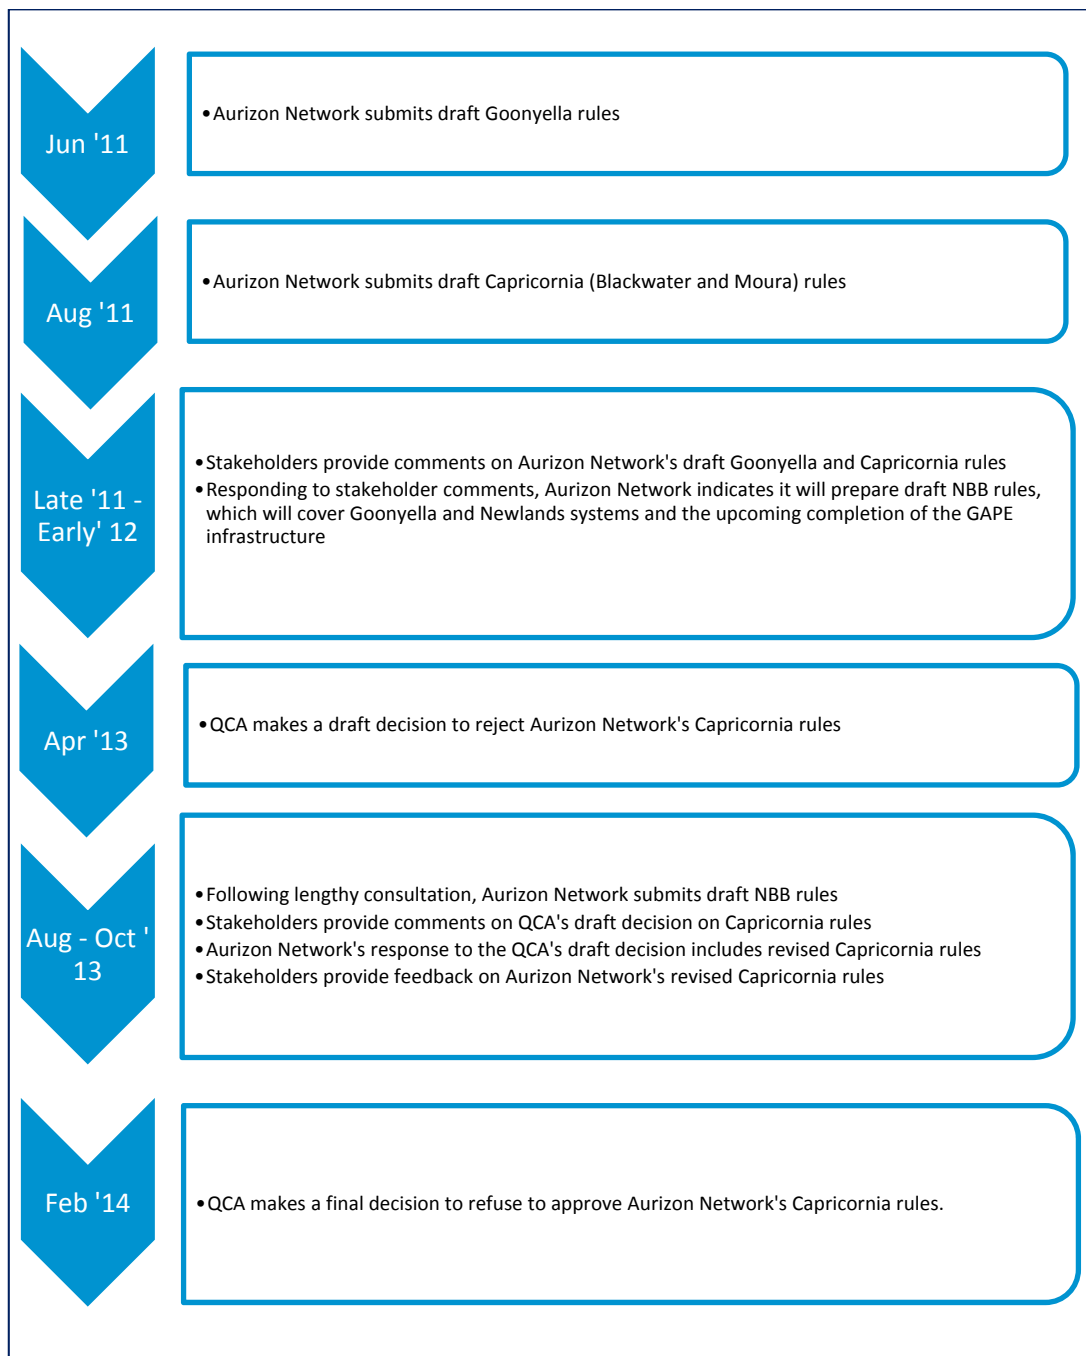 Jun '11
•Aurizon Network submits draft Goonyella rules
Aug '11
•Aurizon Network submits draft Capricornia (Blackwater and Moura) rules
Late '11 -
Early' 12
•Stakeholders provide comments on Aurizon Network's draft Goonyella and Capricornia rules
•Responding to stakeholder comments, Aurizon Network indicates it will prepare draft NBB rules,
which will cover Goonyella and Newlands systems and the upcoming completion of the GAPE
infrastructure
Apr '13
•QCA makes a draft decision to reject Aurizon Network's Capricornia rules
Aug - Oct '
13
•Following lengthy consultation, Aurizon Network submits draft NBB rules
•Stakeholders provide comments on QCA's draft decision on Capricornia rules
•Aurizon Network's response to the QCA's draft decision includes revised Capricornia rules
•Stakeholders provide feedback on Aurizon Network's revised Capricornia rules
Feb '14
•QCA makes a final decision to refuse to approve Aurizon Network's Capricornia rules.